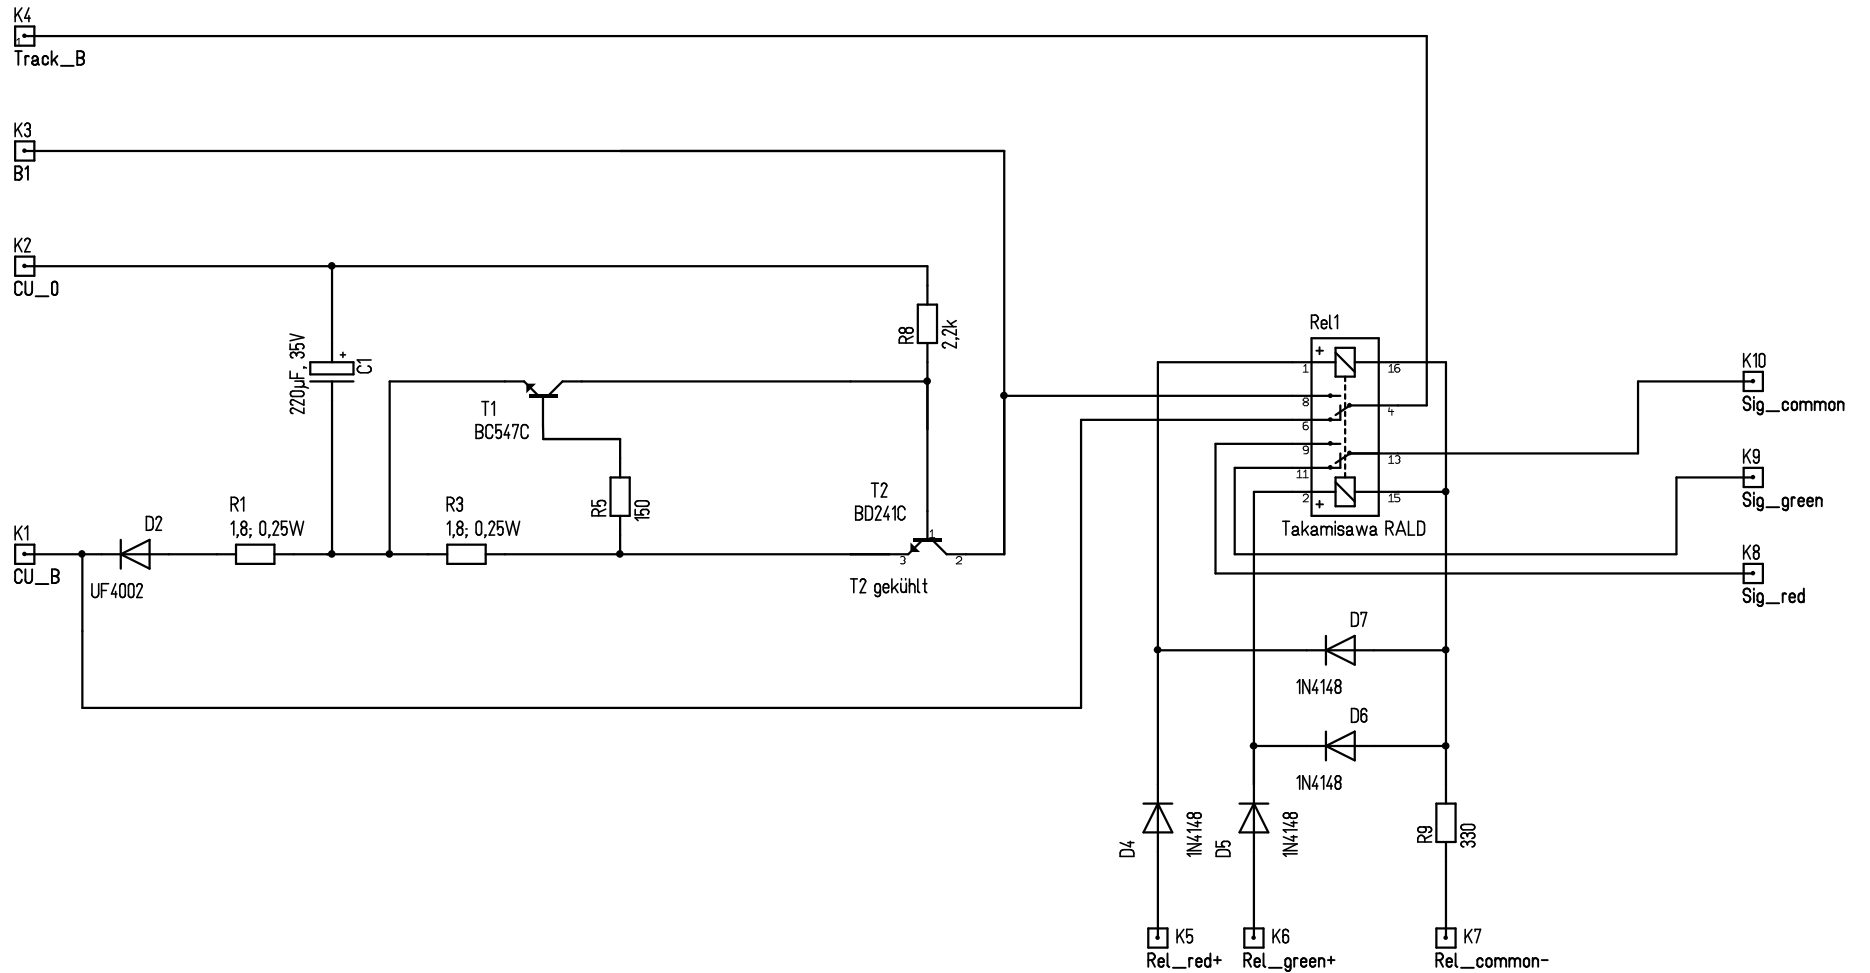 K4
1
Track_B
K3
B1
K2
CU_0
R8
2,2k
Rel1
220µF, 35V
+
C1
T1
BC547C
R5
150
T2
BD241C
1
3
2
T2 gekühlt
K1
CU_B
D2
UF4002
R1
1,8; 0,25W
R3
1,8; 0,25W
+
1
16
8
4
6
9
13
11
2
15
+
Takamisawa RALD
K10
Sig_common
K9
Sig_green
K8
Sig_red
D7
1N4148
D6
1N4148
D4
1N4148
D5
1N4148
R9
330
K5
Rel_red+
K6
Rel_green+
K7
Rel_common-